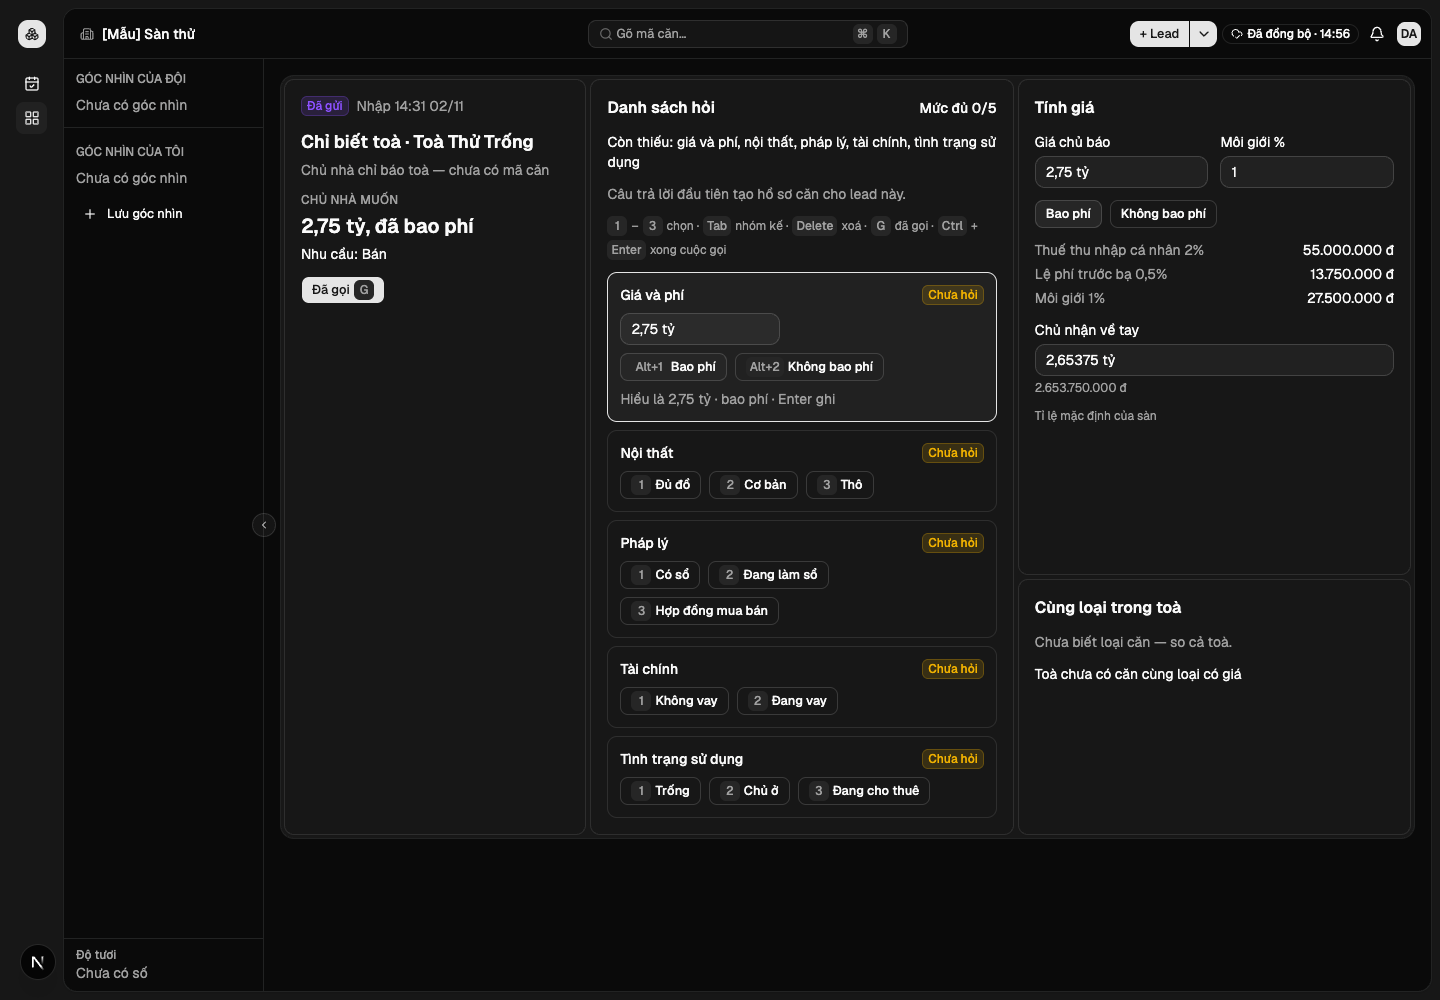 [Mẫu] Sàn thử
Gõ mã căn...
⌘ K
+ Lead
Đã đồng bộ · 14:56
DA
GÓC NHÌN CỦA ĐỘI
Chưa có góc nhìn
GÓC NHÌN CỦA TÔI
Chưa có góc nhìn
+ Lưu góc nhìn
Độ tươi
Chưa có số
N
Đã gửi Nhập 14:31 02/11
Chỉ biết toà · Toà Thử Trống
Chủ nhà chỉ báo toà — chưa có mã căn
CHỦ NHÀ MUỐN
2,75 tỷ, đã bao phí
Nhu cầu: Bán
Đã gọi G
Danh sách hỏi
Mức đủ 0/5
Còn thiếu: giá và phí, nội thất, pháp lý, tài chính, tình trạng sử
dụng
Câu trả lời đầu tiên tạo hồ sơ căn cho lead này.
1 – 3 chọn · Tab nhóm kế · Delete xoá · G đã gọi · Ctrl +
Enter xong cuộc gọi
Giá và phí
Chưa hỏi
2,75 tỷ
Alt+1 Bao phí
Alt+2 Không bao phí
Hiểu là 2,75 tỷ · bao phí · Enter ghi
Nội thất
Chưa hỏi
1 Đủ đồ
2 Cơ bản
3 Thô
Pháp lý
Chưa hỏi
1 Có sổ
2 Đang làm sổ
3 Hợp đồng mua bán
Tài chính
Chưa hỏi
1 Không vay
2 Đang vay
Tình trạng sử dụng
Chưa hỏi
1 Trống
2 Chủ ở
3 Đang cho thuê
Tính giá
Giá chủ báo
Môi giới %
2,75 tỷ
1
Bao phí
Không bao phí
Thuế thu nhập cá nhân 2% 55.000.000 đ
Lệ phí trước bạ 0,5% 13.750.000 đ
Môi giới 1% 27.500.000 đ
Chủ nhận về tay
2,65375 tỷ
2.653.750.000 đ
Tỉ lệ mặc định của sàn
Cùng loại trong toà
Chưa biết loại căn — so cả toà.
Toà chưa có căn cùng loại có giá